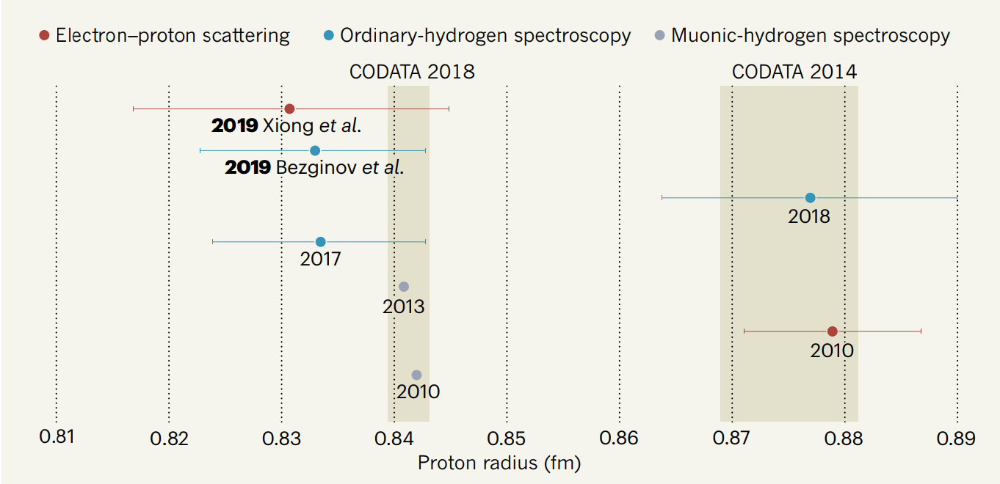 Electron–proton scattering Ordinary-hydrogen spectroscopy Muonic-hydrogen spectroscopy
CODATA 2018 CODATA 2014
2019 Xiong et al.
2019 Bezginov et al.
2018
2017
2013
2010
2010
0.81 0.82 0.83 0.84 0.85 0.86 0.87 0.88 0.89
Proton radius (fm)